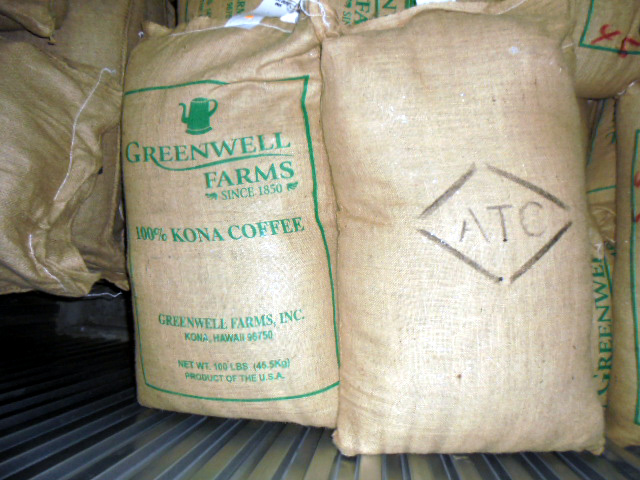 GREENWELL
FARMS
SINCE 1850
100% KONA COFFEE
GREENWELL FARMS, INC.
KONA, HAWAII 96750
NET WT. 100 LBS (45.5Kg)
PRODUCT OF THE U.S.A.
ATC
GREENWELL